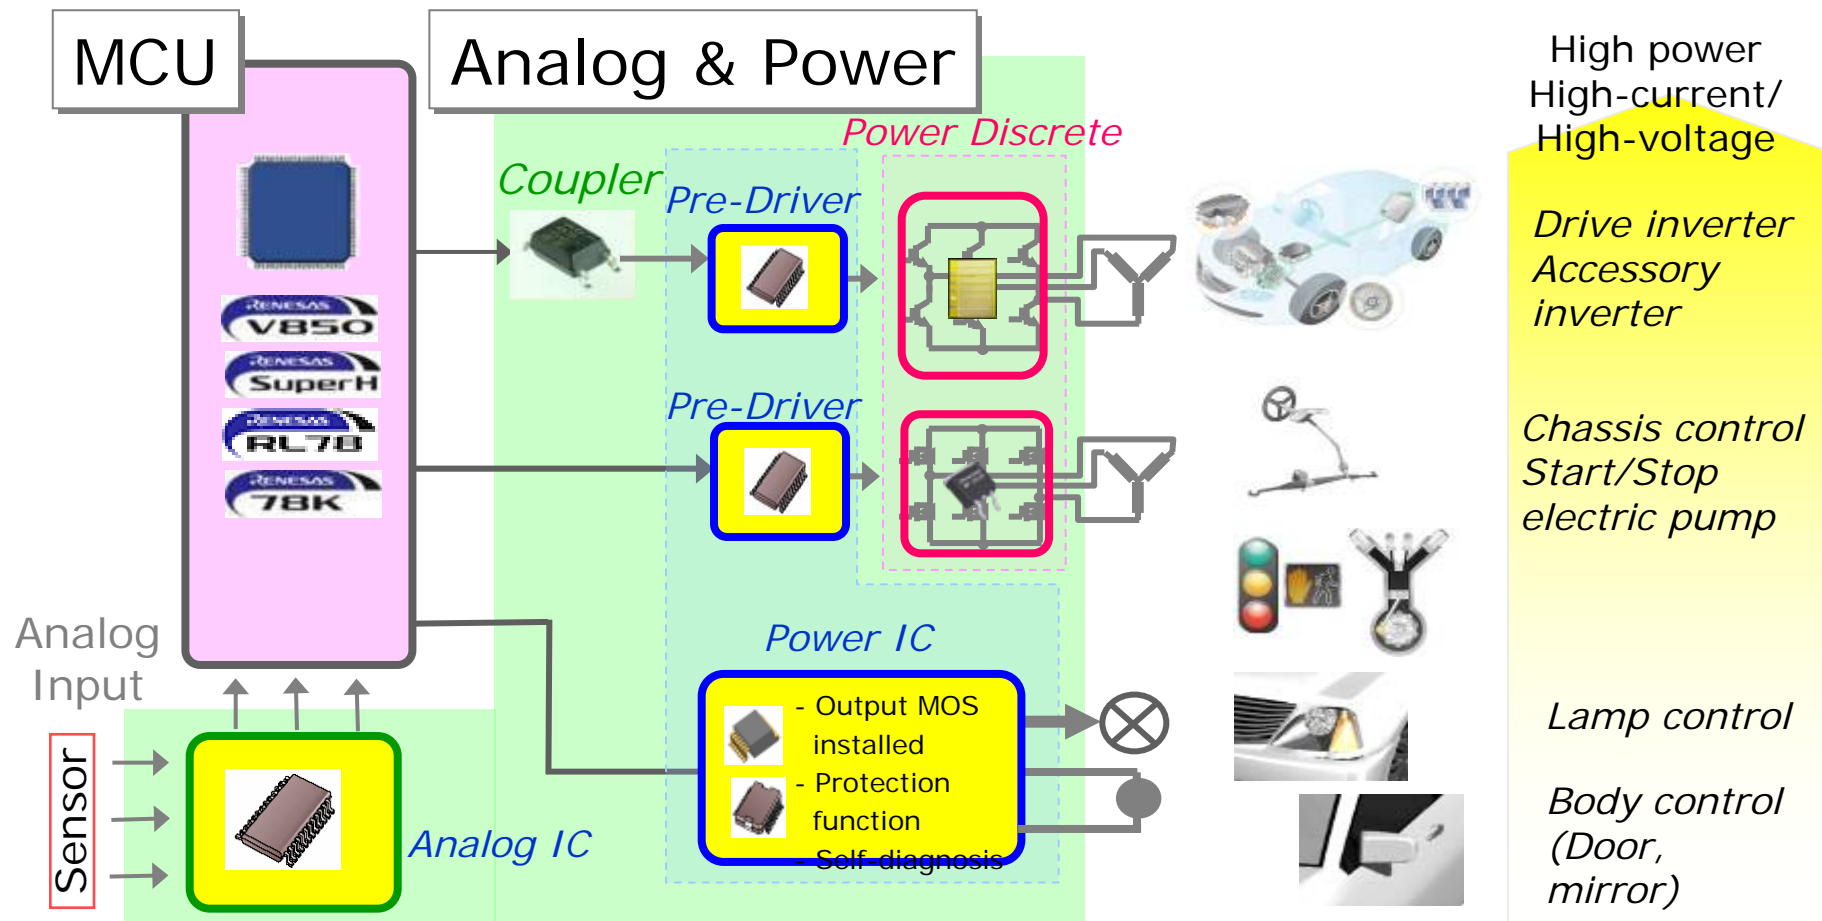 MCU
Analog & Power
Power Discrete
Coupler
Pre-Driver
RENESAS
V850
RENESAS
SuperH
RENESAS
RL78
RENESAS
78K
Pre-Driver
Analog
Input
Sensor
Analog IC
Power IC
- Output MOS
installed
- Protection
function
- Self-diagnosis
High power
High-current/
High-voltage
Drive inverter
Accessory
inverter
Chassis control
Start/Stop
electric pump
Lamp control
Body control
(Door,
mirror)